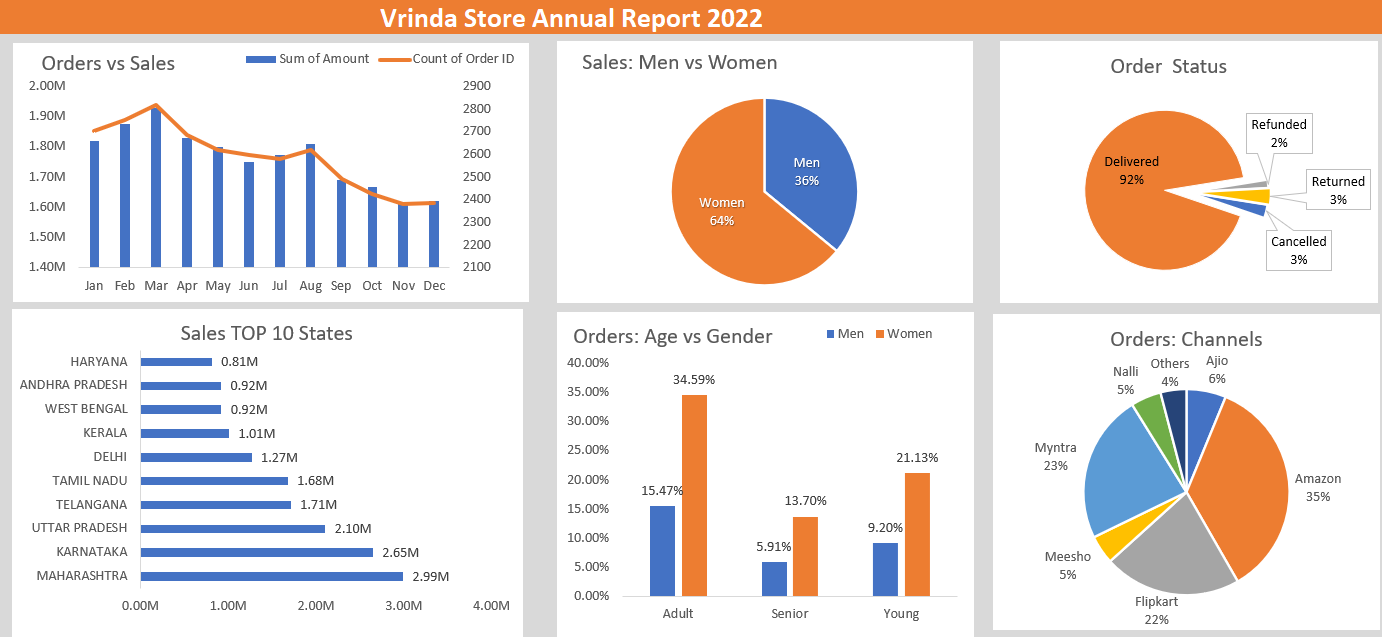 Vrinda Store Annual Report 2022
Orders vs Sales
Sum of Amount
Count of Order ID
2.00M
1.90M
1.80M
1.70M
1.60M
1.50M
1.40M
2900
2800
2700
2600
2500
2400
2300
2200
2100
Jan Feb Mar Apr May Jun Jul Aug Sep Oct Nov Dec
Sales: Men vs Women
Men
36%
Women
64%
Order Status
Delivered
92%
Refunded
2%
Returned
3%
Cancelled
3%
Sales TOP 10 States
HARYANA 0.81M
ANDHRA PRADESH 0.92M
WEST BENGAL 0.92M
KERALA 1.01M
DELHI 1.27M
TAMIL NADU 1.68M
TELANGANA 1.71M
UTTAR PRADESH 2.10M
KARNATAKA 2.65M
MAHARASHTRA 2.99M
0.00M 1.00M 2.00M 3.00M 4.00M
Orders: Age vs Gender
Men Women
40.00%
35.00%
30.00%
25.00%
20.00%
15.00%
10.00%
5.00%
0.00%
15.47%
34.59%
5.91%
13.70%
9.20%
21.13%
Adult Senior Young
Orders: Channels
Ajio
6%
Amazon
35%
Flipkart
22%
Meesho
5%
Myntra
23%
Nalli
5%
Others
4%